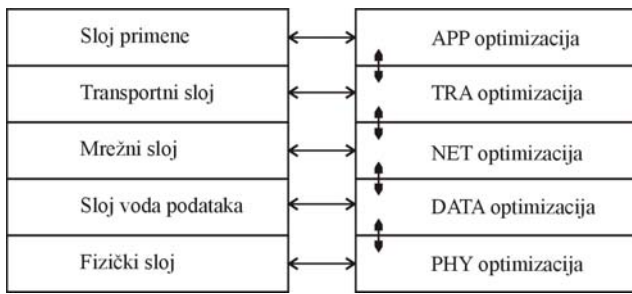 Sloj primene
APP optimizacija
Transportni sloj
TRA optimizacija
Mrežni sloj
NET optimizacija
Sloj voda podataka
DATA optimizacija
Fizički sloj
PHY optimizacija